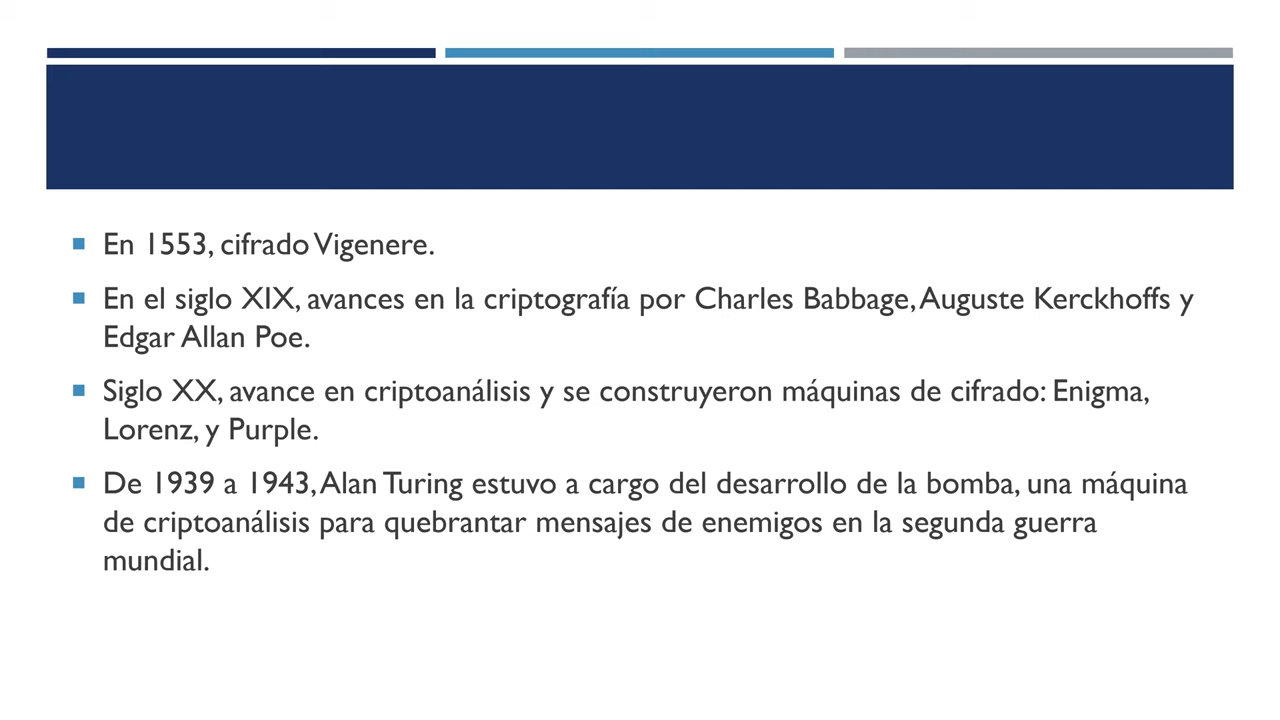 En 1553, cifrado Vigenere.
En el siglo XIX, avances en la criptografía por Charles Babbage, Auguste Kerckhoffs y
Edgar Allan Poe.
Siglo XX, avance en criptoanálisis y se construyeron máquinas de cifrado: Enigma,
Lorenz, y Purple.
De 1939 a 1943, Alan Turing estuvo a cargo del desarrollo de la bomba, una máquina
de criptoanálisis para quebrantar mensajes de enemigos en la segunda guerra
mundial.